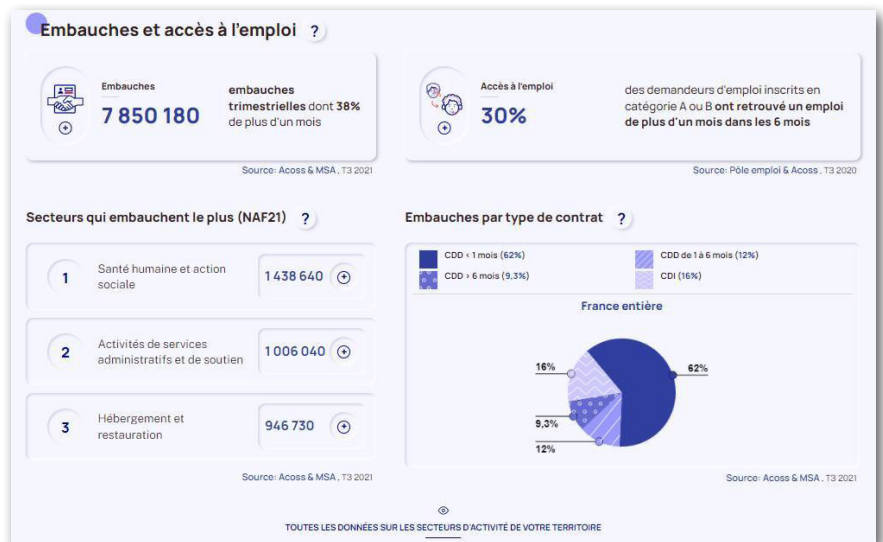 Embauches et accès à l'emploi ?
Embauches
7 850 180
embauches
trimestrielles dont 38%
de plus d'un mois
Source: Acoss & MSA , T3 2021
Accès à l'emploi
30%
des demandeurs d'emploi inscrits en
catégorie A ou B ont retrouvé un emploi
de plus d'un mois dans les 6 mois
Source: Pôle emploi & Acoss , T3 2020
Secteurs qui embauchent le plus (NAF21) ?
1
Santé humaine et action
sociale
1 438 640
2
Activités de services
administratifs et de soutien
1 006 040
3
Hébergement et
restauration
946 730
Source: Acoss & MSA , T3 2021
Embauches par type de contrat ?
CDD < 1 mois (62%)
CDD de 1 à 6 mois (12%)
CDD > 6 mois (9,3%)
CDI (16%)
France entière
16%
62%
9,3%
12%
Source: Acoss & MSA , T3 2021
TOUTES LES DONNÉES SUR LES SECTEURS D'ACTIVITÉ DE VOTRE TERRITOIRE